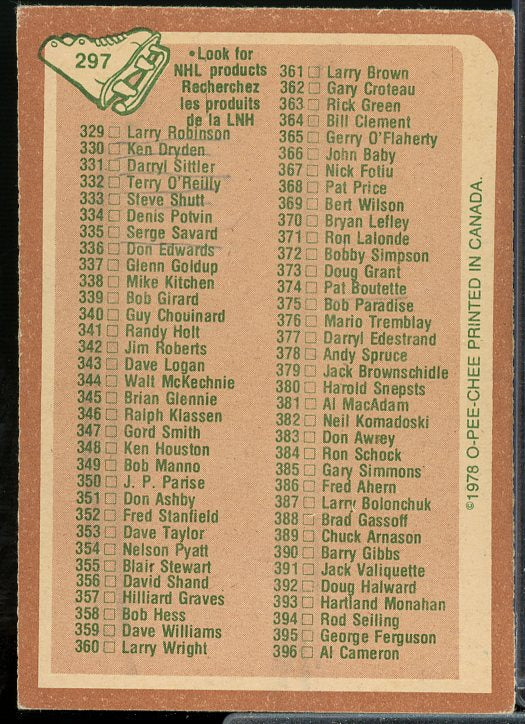 297
•Look for
NHL products
Recherchez
les produits
de la LNH
329 Larry Robinson
330 Ken Dryden
331 Darryl Sittler
332 Terry O'Reilly
333 Steve Shutt
334 Denis Potvin
335 Serge Savard
336 Don Edwards
337 Glenn Goldup
338 Mike Kitchen
339 Bob Girard
340 Guy Chouinard
341 Randy Holt
342 Jim Roberts
343 Dave Logan
344 Walt McKechnie
345 Brian Glennie
346 Ralph Klassen
347 Gord Smith
348 Ken Houston
349 Bob Manno
350 J. P. Parise
351 Don Ashby
352 Fred Stanfield
353 Dave Taylor
354 Nelson Pyatt
355 Blair Stewart
356 David Shand
357 Hilliard Graves
358 Bob Hess
359 Dave Williams
360 Larry Wright
361 Larry Brown
362 Gary Croteau
363 Rick Green
364 Bill Clement
365 Gerry O'Flaherty
366 John Baby
367 Nick Fotiu
368 Pat Price
369 Bert Wilson
370 Bryan Lefley
371 Ron Lalonde
372 Bobby Simpson
373 Doug Grant
374 Pat Boutette
375 Bob Paradise
376 Mario Tremblay
377 Darryl Edestrand
378 Andy Spruce
379 Jack Brownschidle
380 Harold Snepsts
381 Al MacAdam
382 Neil Komadoski
383 Don Awrey
384 Ron Schock
385 Gary Simmons
386 Fred Ahern
387 Larry Bolonchuk
388 Brad Gassoff
389 Chuck Arnason
390 Barry Gibbs
391 Jack Valiquette
392 Doug Halward
393 Hartland Monahan
394 Rod Seiling
395 George Ferguson
396 Al Cameron
©1978 O-PEE-CHEE PRINTED IN CANADA.